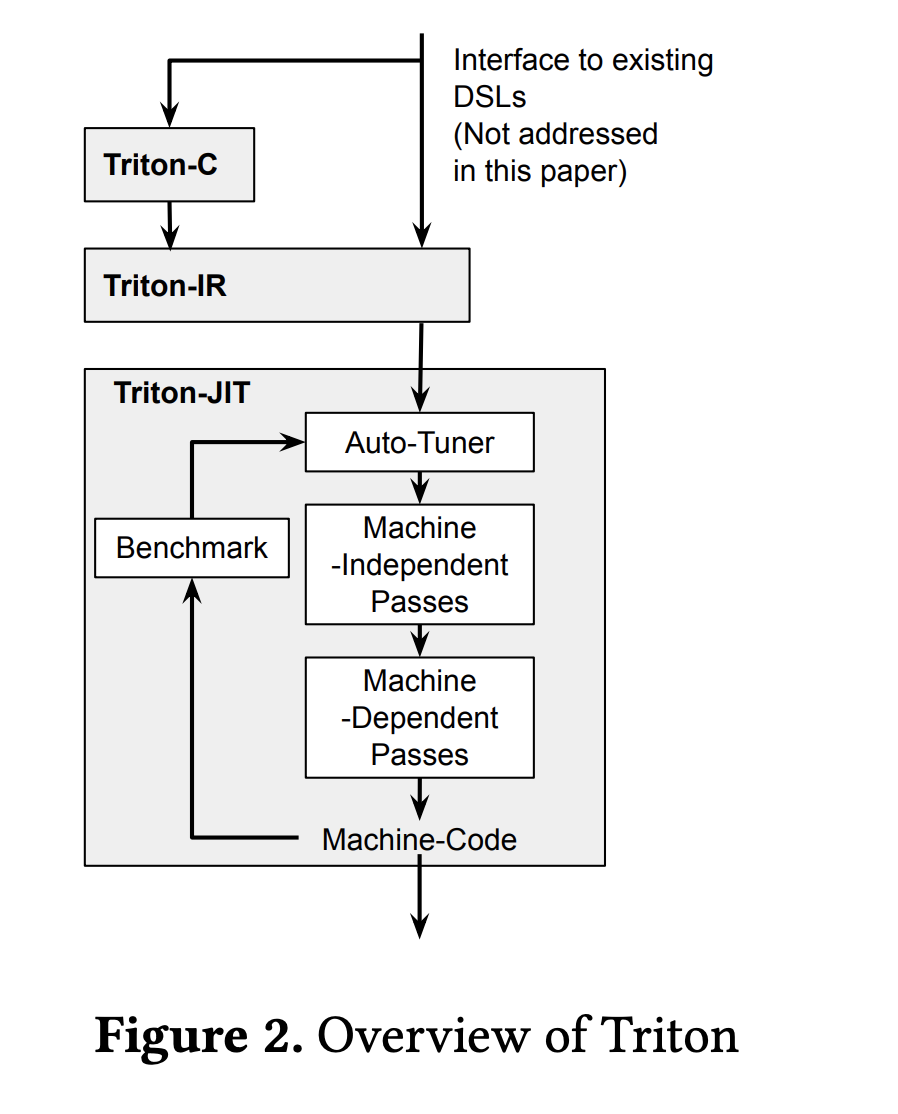 Interface to existing
DSLs
(Not addressed
in this paper)
Triton-C
Triton-IR
Triton-JIT
Auto-Tuner
Machine
-Independent
Passes
Benchmark
Machine
-Dependent
Passes
Machine-Code
Figure 2. Overview of Triton